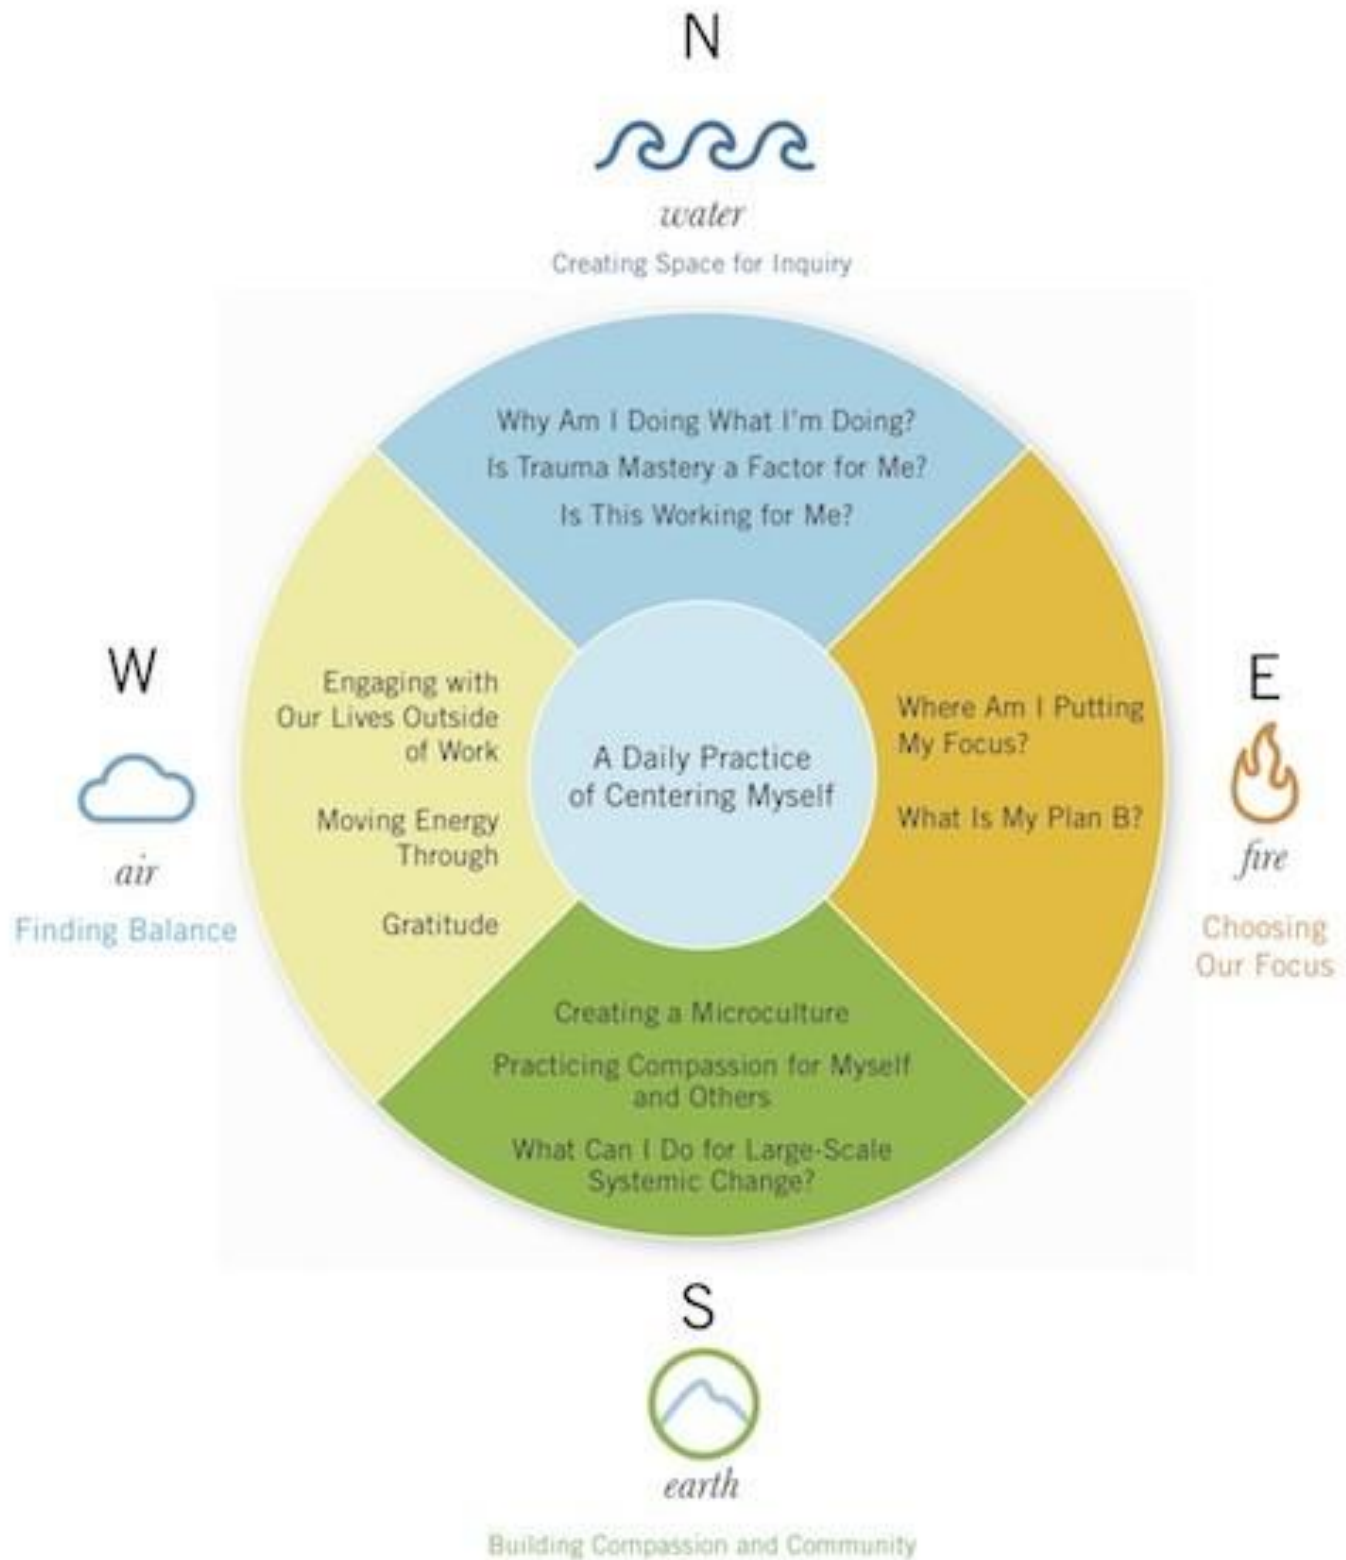 N
water
Creating Space for Inquiry
Why Am I Doing What I'm Doing?
Is Trauma Mastery a Factor for Me?
Is This Working for Me?
W
air
Finding Balance
Engaging with
Our Lives Outside
of Work
Moving Energy
Through
Gratitude
A Daily Practice
of Centering Myself
Where Am I Putting
My Focus?
What Is My Plan B?
E
fire
Choosing
Our Focus
Creating a Microculture
Practicing Compassion for Myself
and Others
What Can I Do for Large-Scale
Systemic Change?
S
earth
Building Compassion and Community